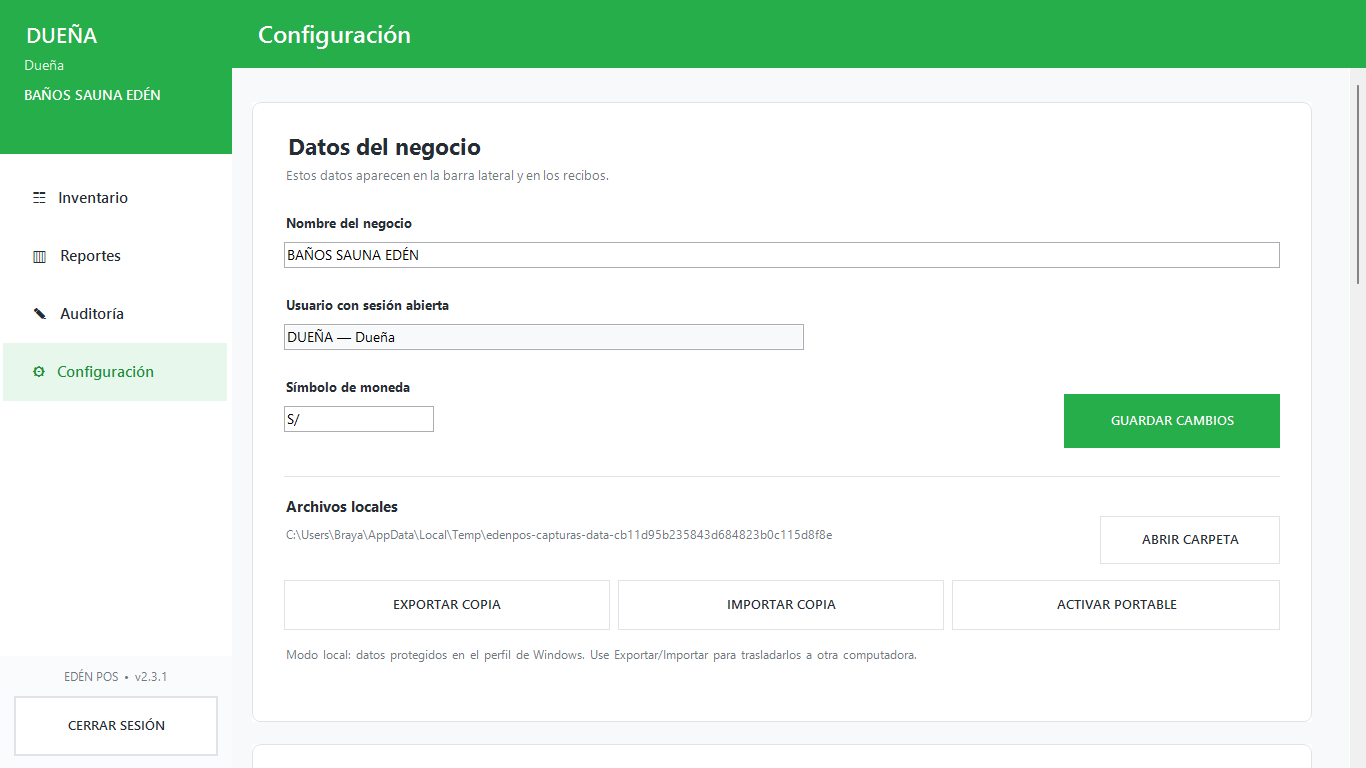 DUEÑA
Dueña
BAÑOS SAUNA EDÉN
Inventario
Reportes
Auditoría
Configuración
EDÉN POS • v2.3.1
CERRAR SESIÓN
Configuración
Datos del negocio
Estos datos aparecen en la barra lateral y en los recibos.
Nombre del negocio
BAÑOS SAUNA EDÉN
Usuario con sesión abierta
DUEÑA — Dueña
Símbolo de moneda
S/
GUARDAR CAMBIOS
Archivos locales
C:\Users\Braya\AppData\Local\Temp\edenpos-capturas-data-cb11d95b235843d684823b0c115d8f8e
ABRIR CARPETA
EXPORTAR COPIA
IMPORTAR COPIA
ACTIVAR PORTABLE
Modo local: datos protegidos en el perfil de Windows. Use Exportar/Importar para trasladarlos a otra computadora.